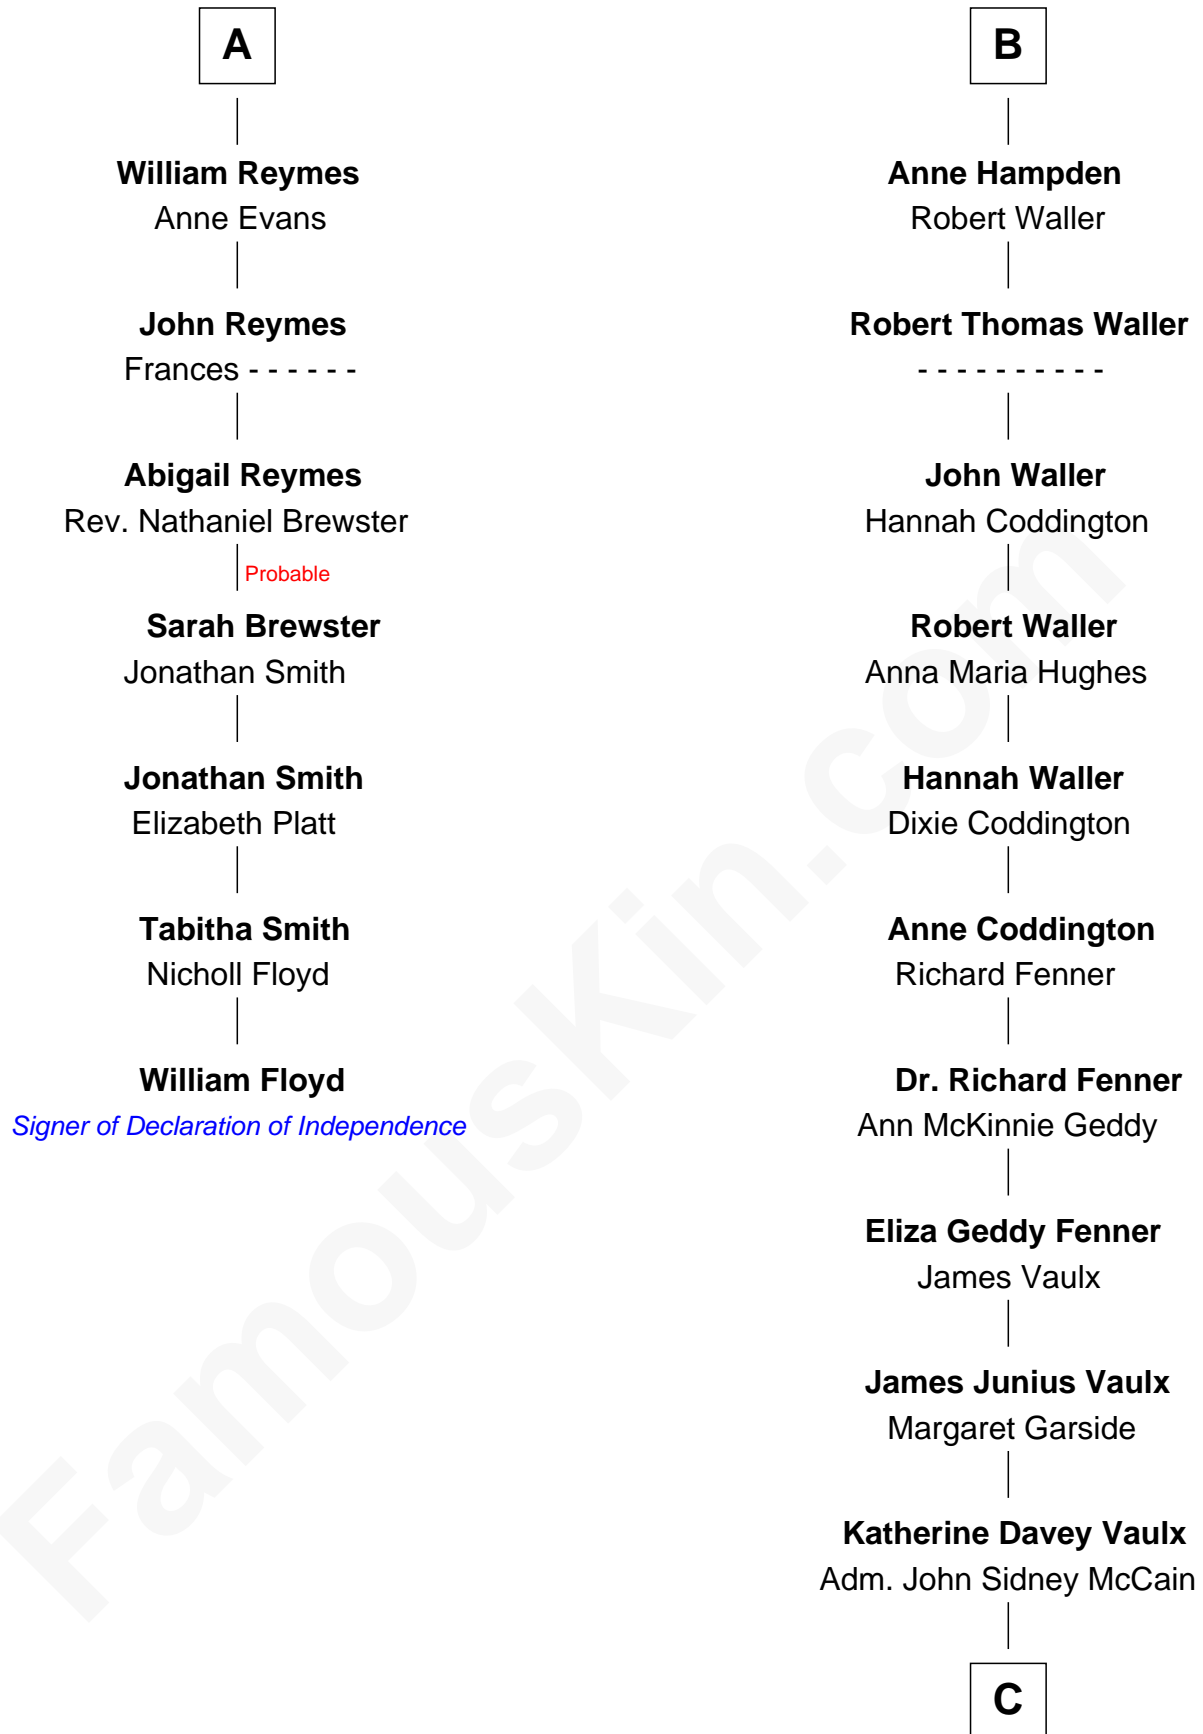 A
William Reymes
Anne Evans
John Reymes
Frances - - - - - -
Abigail Reymes
Rev. Nathaniel Brewster
Probable
Sarah Brewster
Jonathan Smith
Jonathan Smith
Elizabeth Platt
Tabitha Smith
Nicholl Floyd
William Floyd
Signer of Declaration of Independence
B
Anne Hampden
Robert Waller
Robert Thomas Waller
- - - - - - - - - -
John Waller
Hannah Coddington
Robert Waller
Anna Maria Hughes
Hannah Waller
Dixie Coddington
Anne Coddington
Richard Fenner
Dr. Richard Fenner
Ann McKinnie Geddy
Eliza Geddy Fenner
James Vaulx
James Junius Vaulx
Margaret Garside
Katherine Davey Vaulx
Adm. John Sidney McCain
C
FamousKin.com